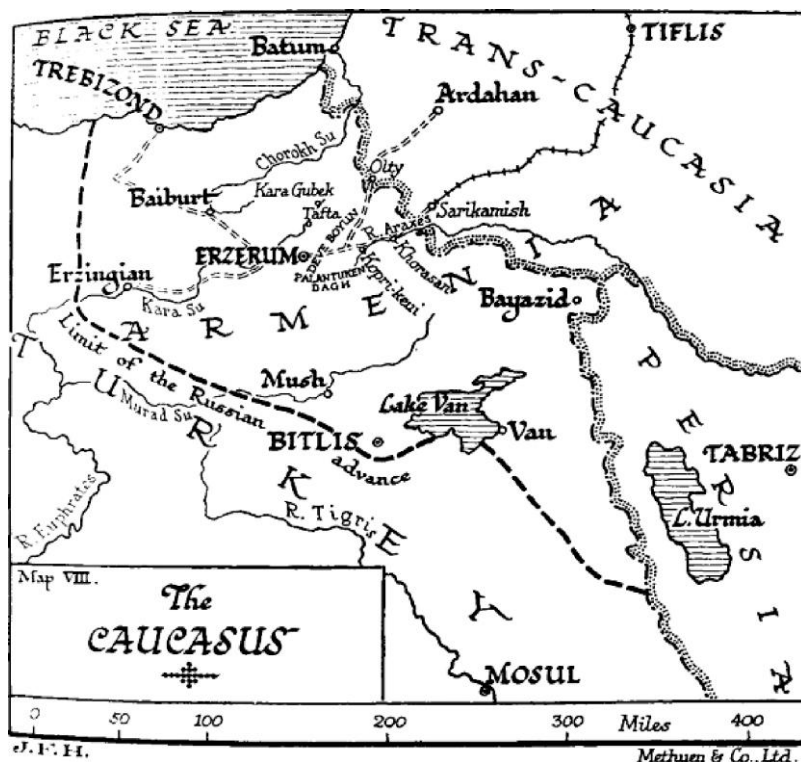 BLACK SEA
TRANS-CAUCASIA
TIFLIS
Batum
TREBIZOND
Ardahan
Chorokh Su
Olty
Kara Gubek
Baiburt
Tafta
Sarikamish
R. Araxes
DEVE BOYUN
ERZERUM
Khorasan
PALANTUKEN
DAGH
Koprikeui
Erzingian
Kara Su
Bayazid
ARMENIA
Limit of the Russian advance
TURKEY
Mush
Lake Van
Murad Su
Van
BITLIS
PERSIA
TABRIZ
L. Urmia
R. Euphrates
R. Tigris
Map VIII.
The
CAUCASUS
MOSUL
0 50 100 200 300 Miles 400
J.F.H.
Methuen & Co., Ltd.